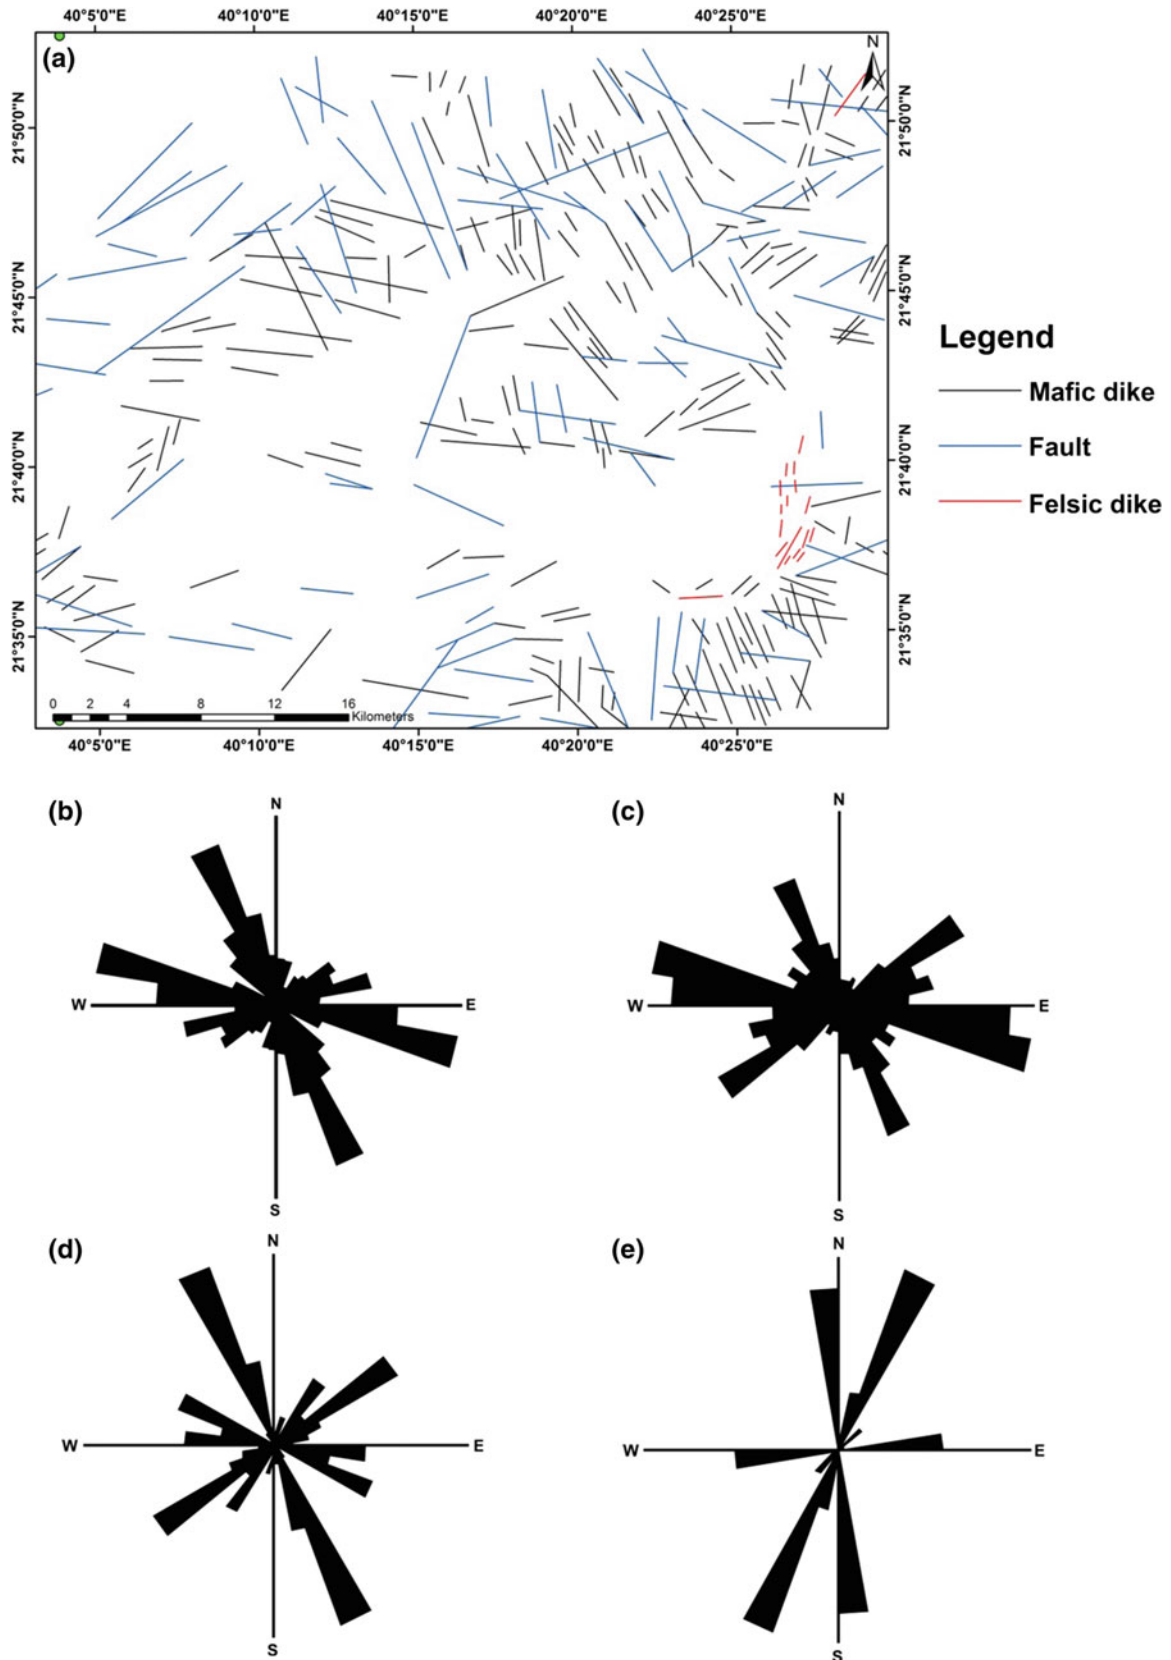 40°5'0"E 40°10'0"E 40°15'0"E 40°20'0"E 40°25'0"E
(a)
N
21°50'0"N 21°50'0"N
21°45'0"N 21°45'0"N
21°40'0"N 21°40'0"N
21°35'0"N 21°35'0"N
Legend
Mafic dike
Fault
Felsic dike
0 2 4 8 12 16
Kilometers
40°5'0"E 40°10'0"E 40°15'0"E 40°20'0"E 40°25'0"E
(b)
N
W E
S
(c)
N
W E
S
(d)
N
W E
S
(e)
N
W E
S